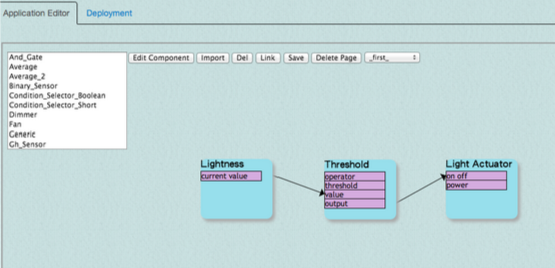 Application Editor Deployment
And_Gate
Average
Average_2
Binary_Sensor
Condition_Selector_Boolean
Condition_Selector_Short
Dimmer
Fan
Generic
Gh_Sensor
Edit Component Import Del Link Save Delete Page _first_
Lightness
current value
Threshold
operator
threshold
value
output
Light Actuator
on off
power